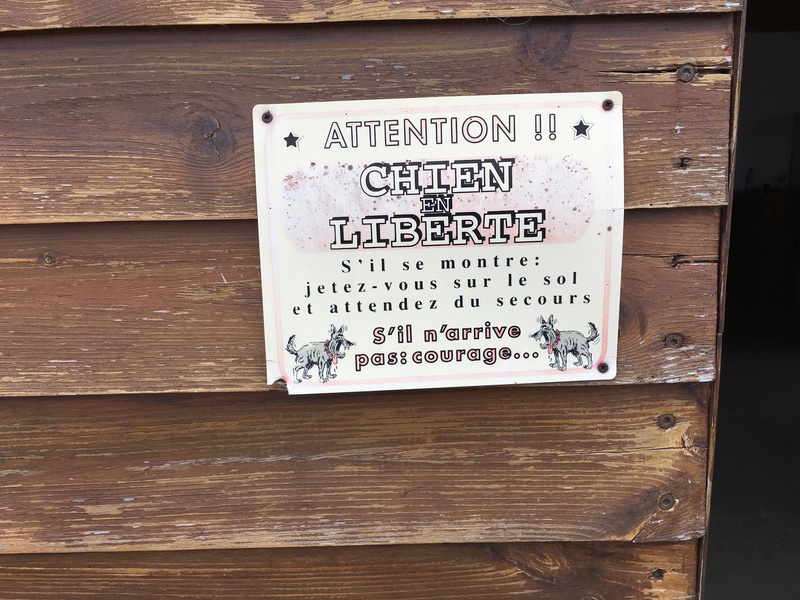 ATTENTION !!
CHIEN
EN
LIBERTE
S'il se montre:
jetez-vous sur le sol
et attendez du secours
S'il n'arrive
pas: courage...